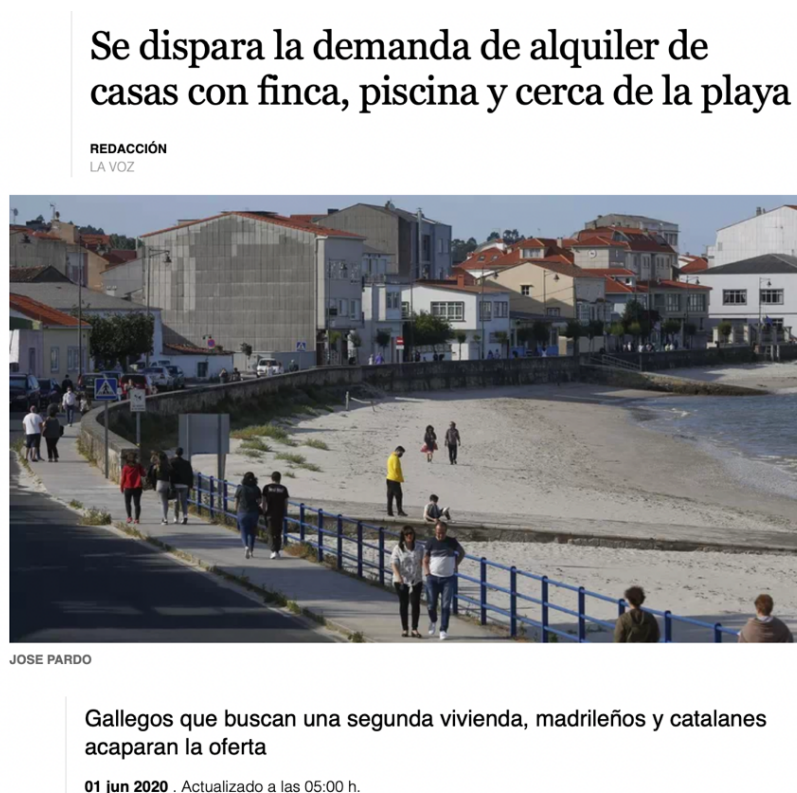 Se dispara la demanda de alquiler de
casas con finca, piscina y cerca de la playa
REDACCIÓN
LA VOZ
JOSE PARDO
Gallegos que buscan una segunda vivienda, madrileños y catalanes
acaparan la oferta
01 jun 2020 . Actualizado a las 05:00 h.